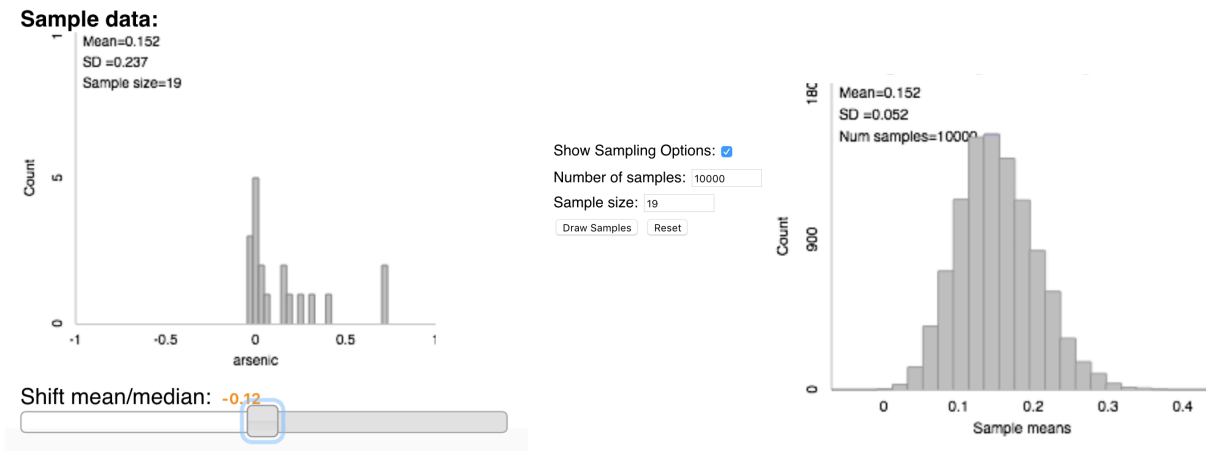 Sample data:
Mean=0.152
SD =0.237
Sample size=19
Count
5
0
-1
-0.5
0
0.5
1
arsenic
Shift mean/median: -0.12
Show Sampling Options:
Number of samples: 10000
Sample size: 19
Draw Samples Reset
Mean=0.152
SD =0.052
Num samples=10000
Count
900
0
0
0.1
0.2
0.3
0.4
Sample means